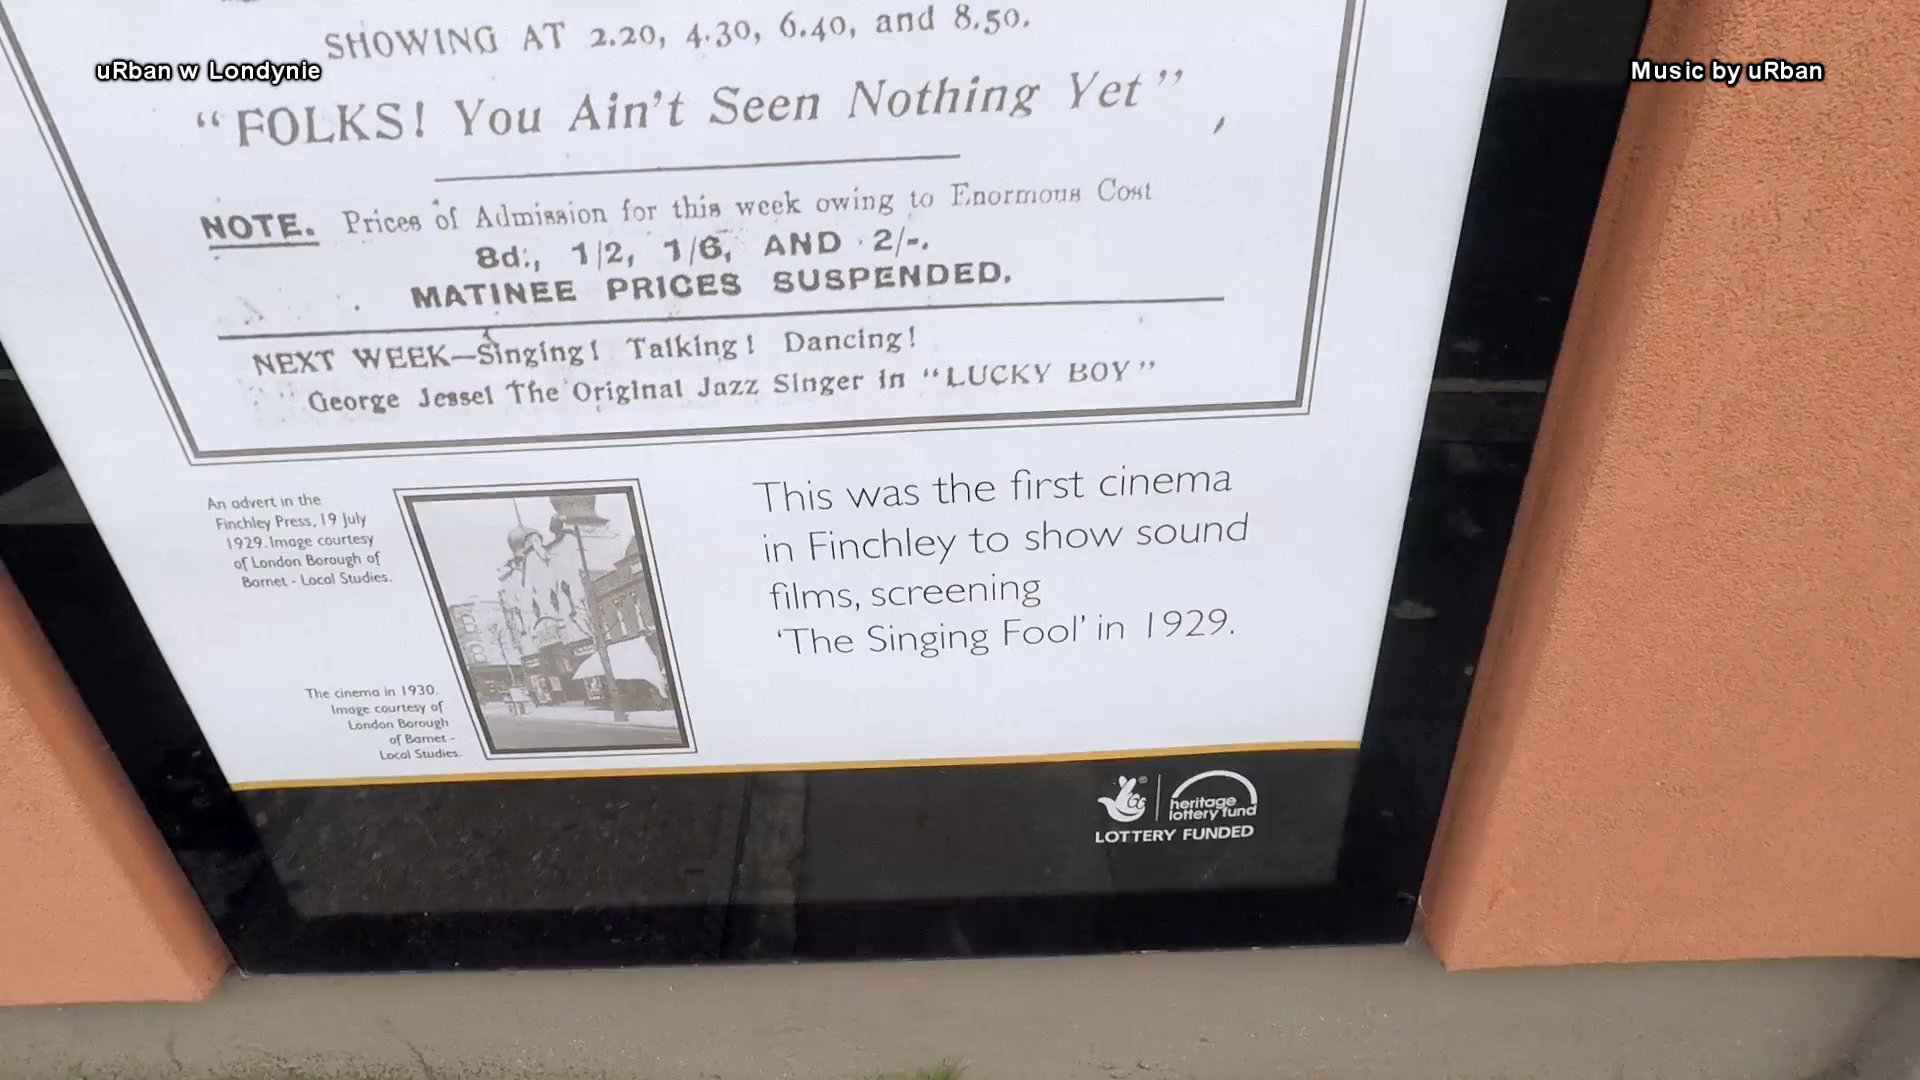 SHOWING AT 2.20, 4.30, 6.40, and 8.50.
uRban w Londynie
Music by uRban
"FOLKS! You Ain't Seen Nothing Yet"
NOTE. Prices of Admission for this week owing to Enormous Cost
8d., 1/2, 1/6, AND 2/-.
MATINEE PRICES SUSPENDED.
NEXT WEEK—Singing! Talking! Dancing!
George Jessel The Original Jazz Singer in "LUCKY BOY"
An advert in the
Finchley Press, 19 July
1929. Image courtesy
of London Borough of
Barnet - Local Studies.
The cinema in 1930.
Image courtesy of
London Borough
of Barnet -
Local Studies.
This was the first cinema
in Finchley to show sound
films, screening
'The Singing Fool' in 1929.
heritage
lottery fund
LOTTERY FUNDED